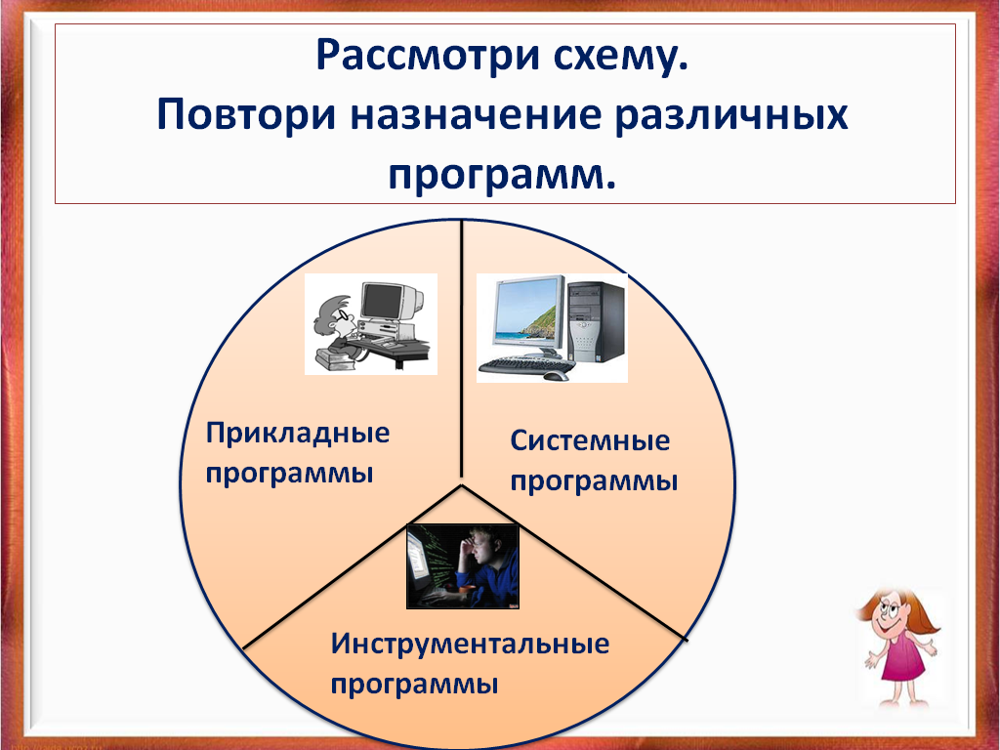 Рассмотри схему.
Повтори назначение различных
программ.
Прикладные
программы
Системные
программы
Инструментальные
программы